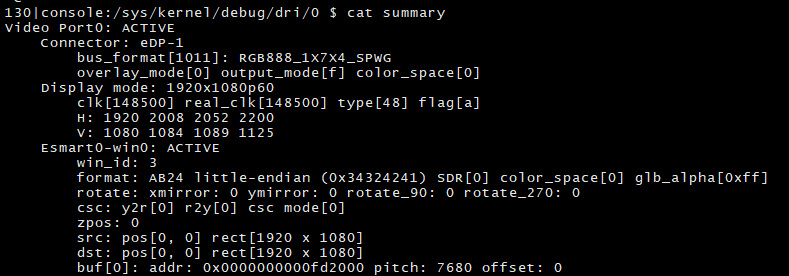 130|console:/sys/kernel/debug/dri/0 $ cat summary
Video Port0: ACTIVE
    Connector: eDP-1
        bus_format[1011]: RGB888_1X7X4_SPWG
        overlay_mode[0] output_mode[f] color_space[0]
    Display mode: 1920x1080p60
        clk[148500] real_clk[148500] type[48] flag[a]
        H: 1920 2008 2052 2200
        V: 1080 1084 1089 1125
    Esmart0-win0: ACTIVE
        win_id: 3
        format: AB24 little-endian (0x34324241) SDR[0] color_space[0] glb_alpha[0xff]
        rotate: xmirror: 0 ymirror: 0 rotate_90: 0 rotate_270: 0
        csc: y2r[0] r2y[0] csc mode[0]
        zpos: 0
        src: pos[0, 0] rect[1920 x 1080]
        dst: pos[0, 0] rect[1920 x 1080]
        buf[0]: addr: 0x0000000000fd2000 pitch: 7680 offset: 0